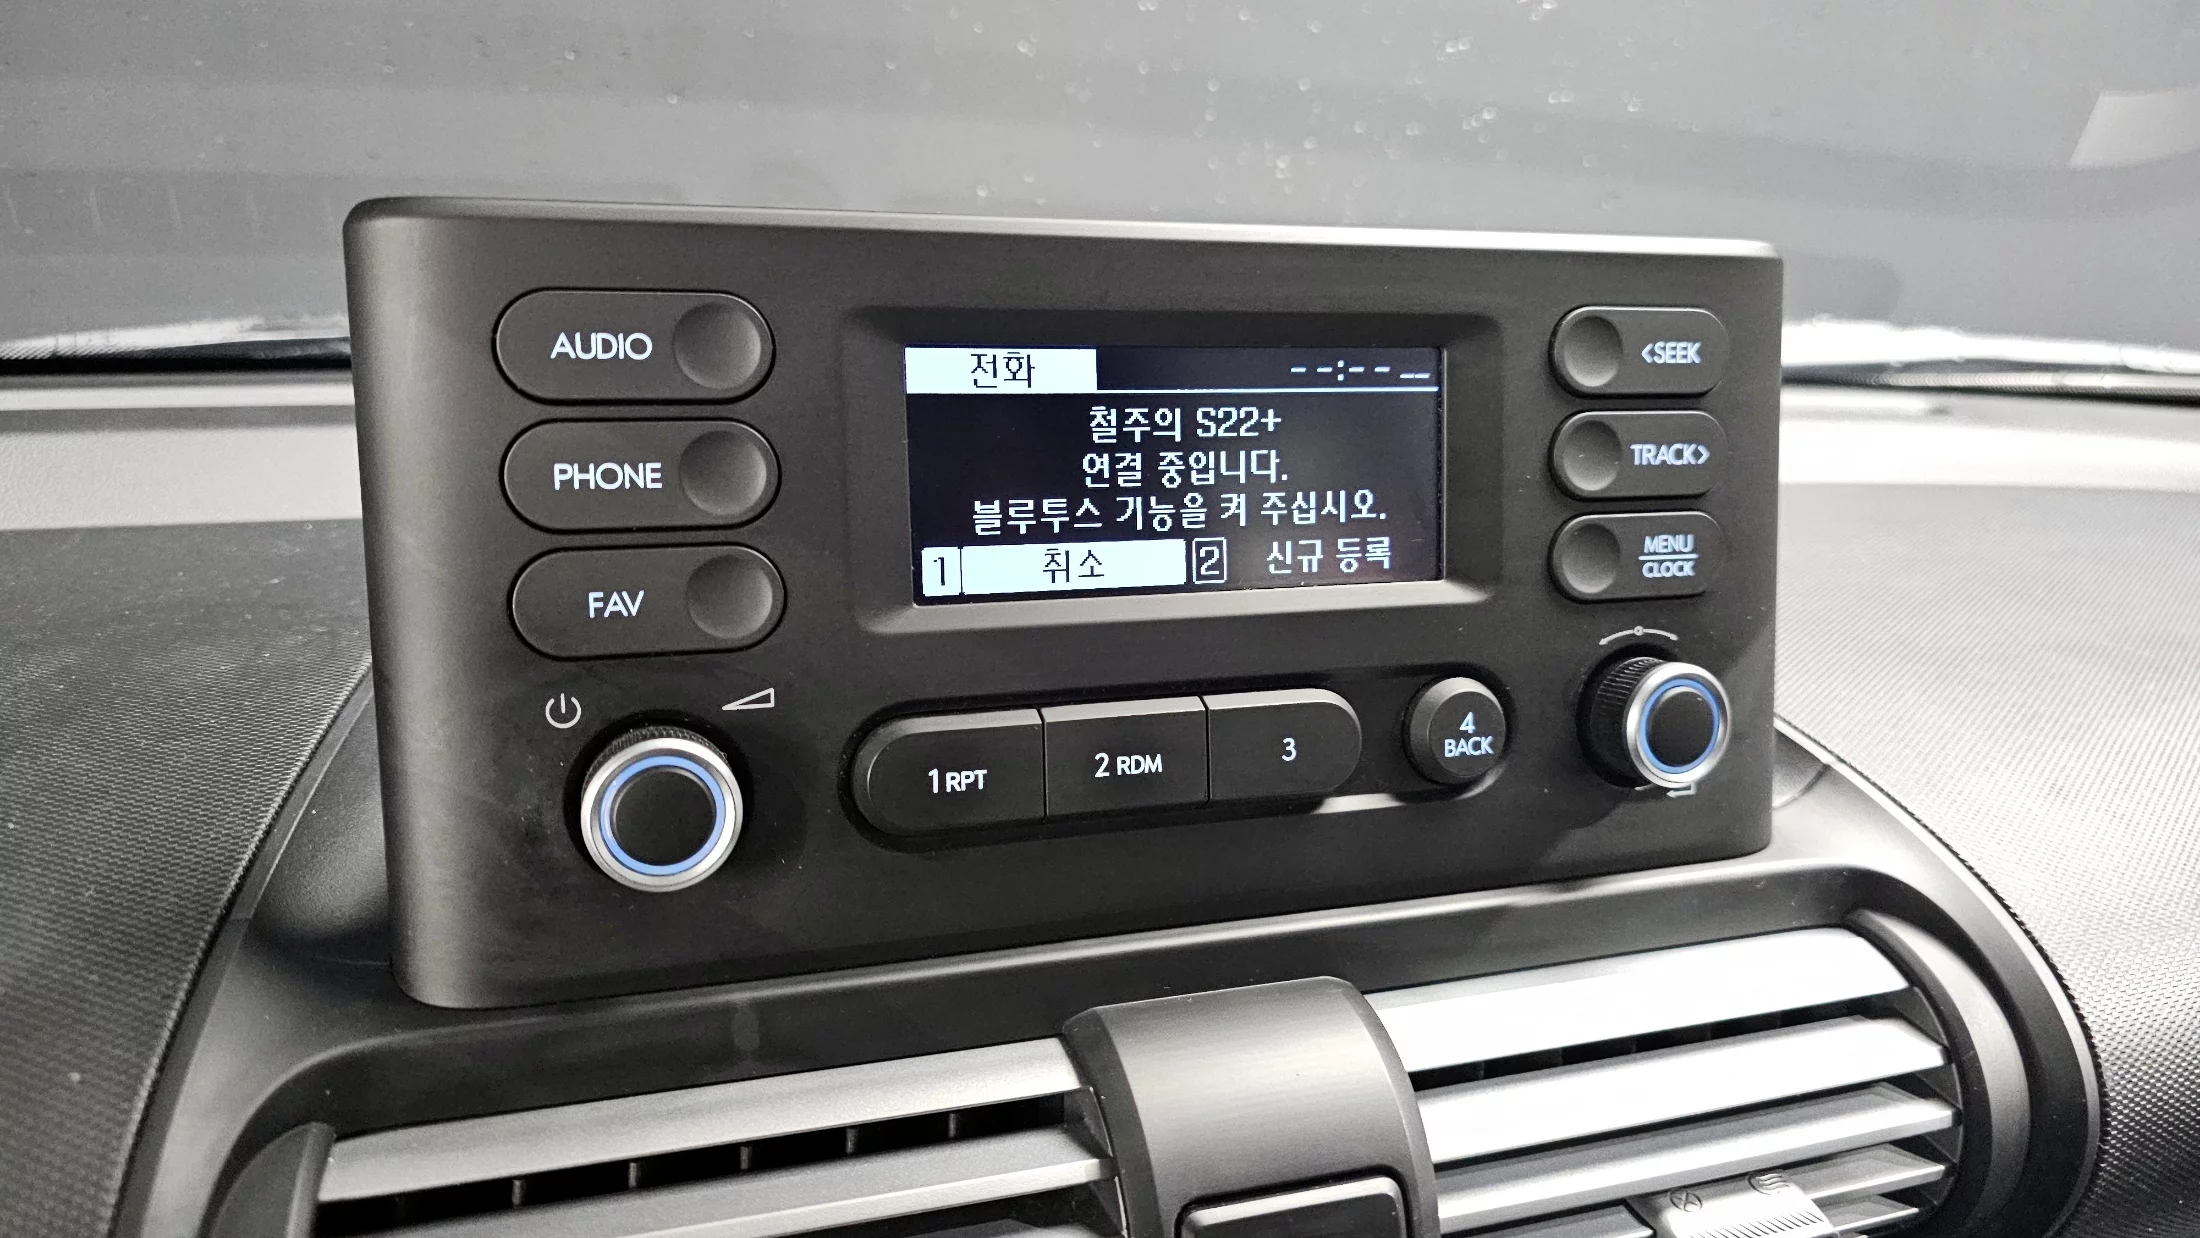 AUDIO
PHONE
FAV
전화 --:-- --
철주의 S22+
연결 중입니다.
블루투스 기능을 켜 주십시오.
1 취소 2 신규 등록
<SEEK
TRACK>
MENU
CLOCK
1 RPT
2 RDM
3
4
BACK